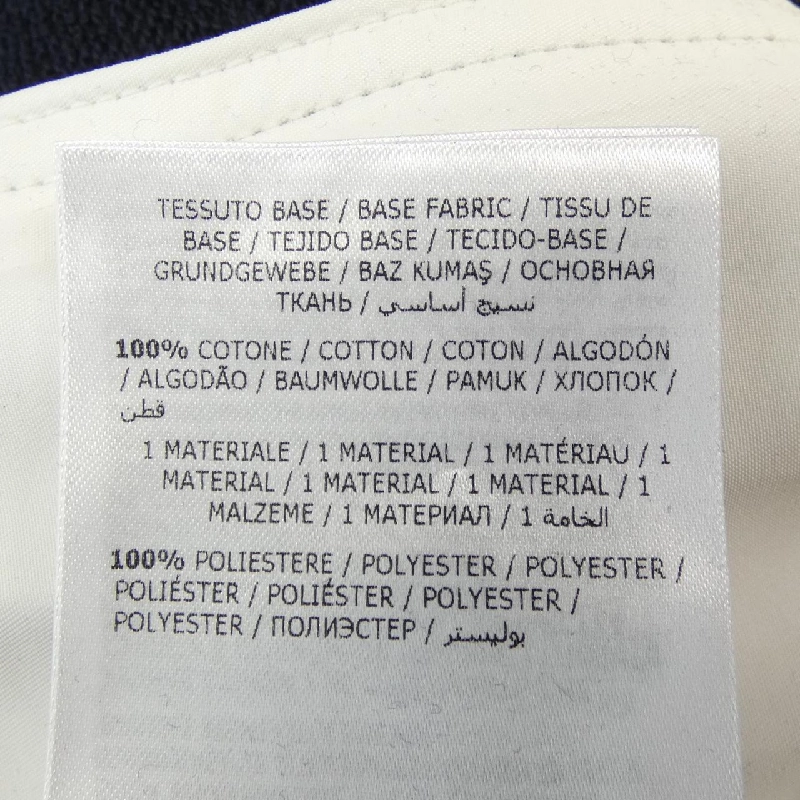 TESSUTO BASE / BASE FABRIC / TISSU DE
BASE / TEJIDO BASE / TECIDO-BASE /
GRUNDGEWEBE / BAZ KUMAŞ / ОСНОВНАЯ
ТКАНЬ / نسيج أساسي
100% COTONE / COTTON / COTON / ALGODÓN
/ ALGODÃO / BAUMWOLLE / PAMUK / ХЛОПОК /
قطن
1 MATERIALE / 1 MATERIAL / 1 MATÉRIAU / 1
MATERIAL / 1 MATERIAL / 1 MATERIAL / 1
MALZEME / 1 МАТЕРИАЛ / 1 الخامة
100% POLIESTERE / POLYESTER / POLYESTER /
POLIÉSTER / POLIÉSTER / POLYESTER /
POLYESTER / ПОЛИЭСТЕР / بوليستر